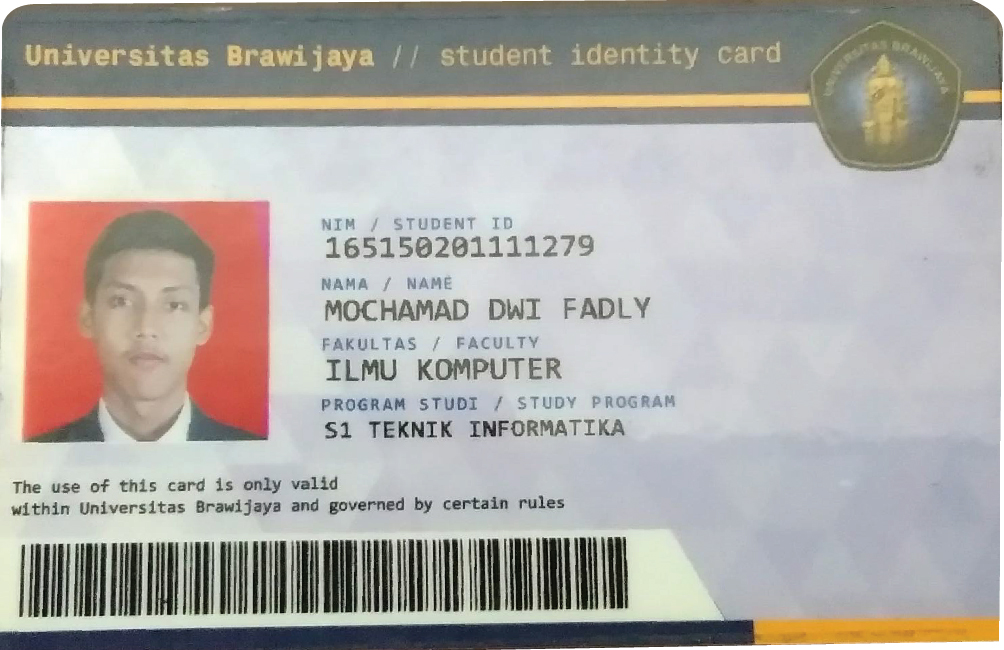 Universitas Brawijaya // student identity card
UNIVERSITAS BRAWIJAYA
NIM / STUDENT ID
165150201111279
NAMA / NAME
MOCHAMAD DWI FADLY
FAKULTAS / FACULTY
ILMU KOMPUTER
PROGRAM STUDI / STUDY PROGRAM
S1 TEKNIK INFORMATIKA
The use of this card is only valid
within Universitas Brawijaya and governed by certain rules